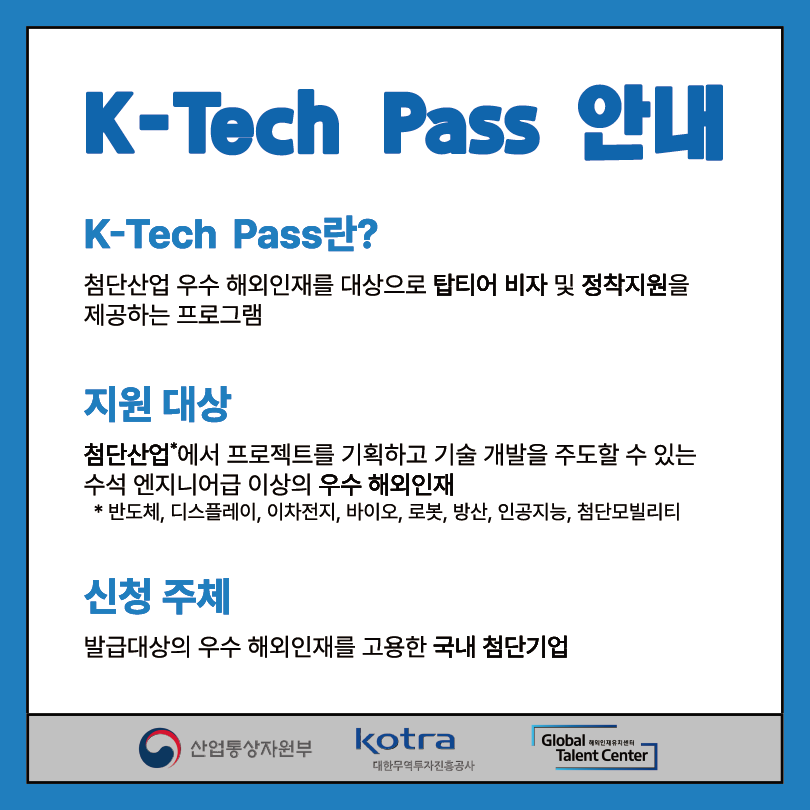 K-Tech Pass 안내
K-Tech Pass란?
첨단산업 우수 해외인재를 대상으로 탑티어 비자 및 정착지원을
제공하는 프로그램
지원 대상
첨단산업*에서 프로젝트를 기획하고 기술 개발을 주도할 수 있는
수석 엔지니어급 이상의 우수 해외인재
* 반도체, 디스플레이, 이차전지, 바이오, 로봇, 방산, 인공지능, 첨단모빌리티
신청 주체
발급대상의 우수 해외인재를 고용한 국내 첨단기업
산업통상자원부
kotra
대한무역투자진흥공사
Global 해외인재유치센터
Talent Center